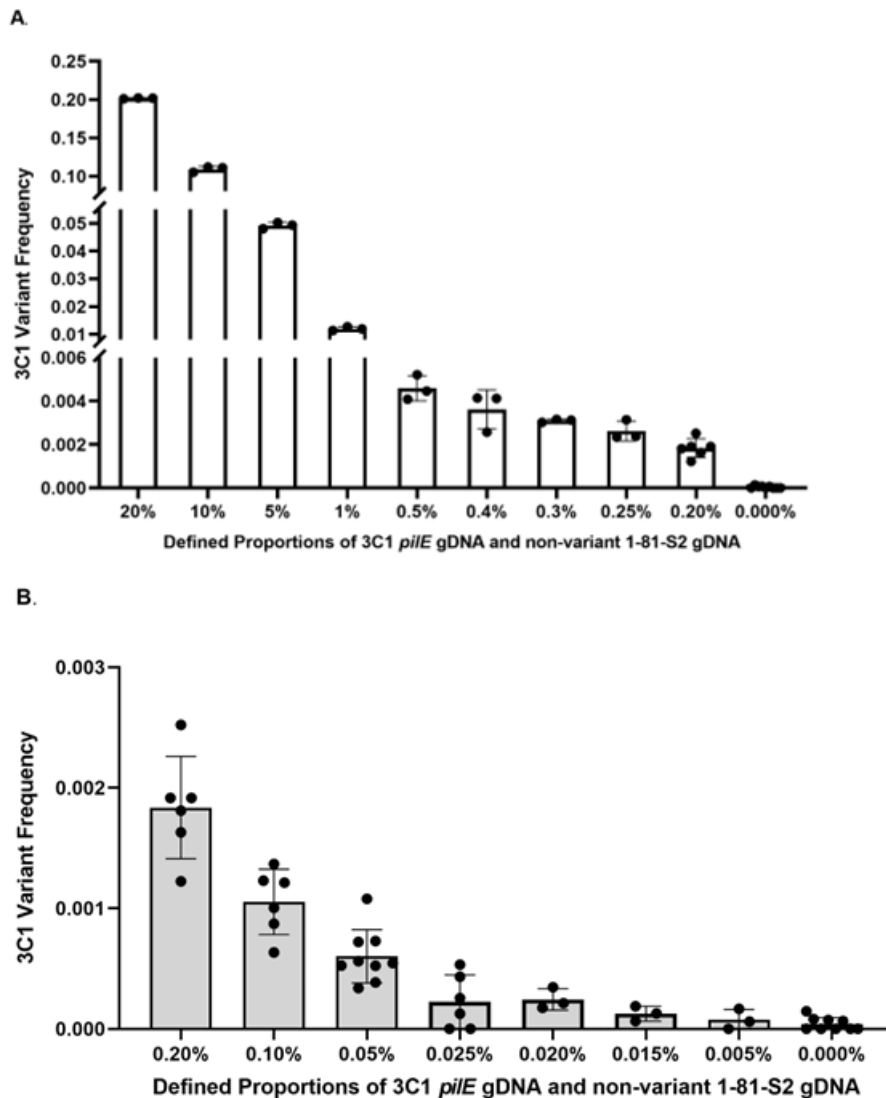 A.
0.25
0.20
0.15
0.10
0.05
0.04
0.03
0.02
0.01
0.006
0.004
0.002
0.000
3C1 Variant Frequency
20% 10% 5% 1% 0.5% 0.4% 0.3% 0.25% 0.20% 0.000%
Defined Proportions of 3C1 pilE gDNA and non-variant 1-81-S2 gDNA
B.
0.003
0.002
0.001
0.000
3C1 Variant Frequency
0.20% 0.10% 0.05% 0.025% 0.020% 0.015% 0.005% 0.000%
Defined Proportions of 3C1 pilE gDNA and non-variant 1-81-S2 gDNA